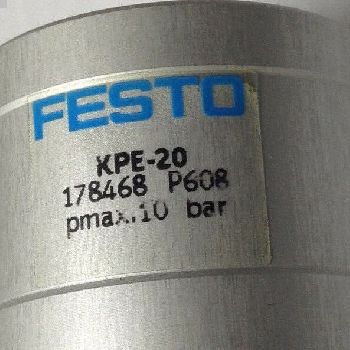 FESTO
KPE-20
178468 P608
pmax.10 bar